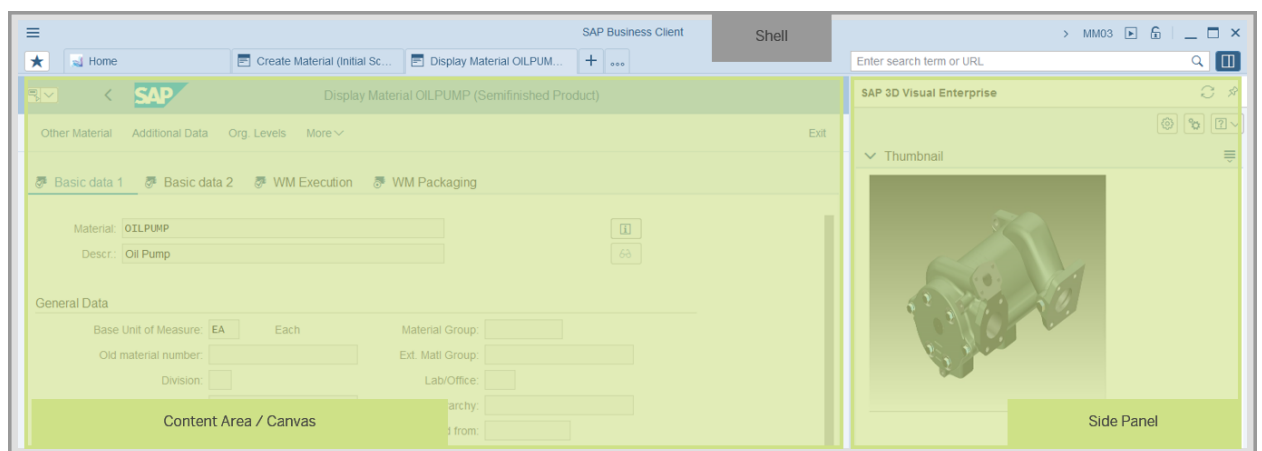 SAP Business Client
Shell
MM03
Home
Create Material (Initial Sc...
Display Material OILPUM...
Enter search term or URL
SAP
Display Material OILPUMP (Semifinished Product)
SAP 3D Visual Enterprise
Other Material Additional Data Org. Levels More
Exit
Thumbnail
Basic data 1 Basic data 2 WM Execution WM Packaging
Material: OILPUMP
Descr.: Oil Pump
General Data
Base Unit of Measure: EA Each Material Group:
Old material number: Ext. Matl Group:
Division: Lab/Office:
archy:
from:
Content Area / Canvas
Side Panel